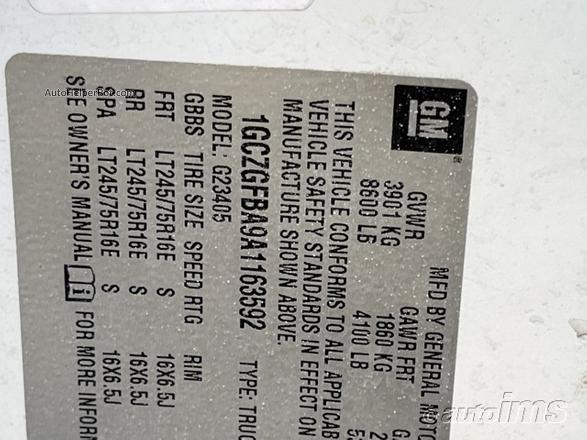 GM
MFD BY GENERAL MOTO
GVWR GAWR FRT
3901 KG 1860 KG
8600 LB 4100 LB
THIS VEHICLE CONFORMS TO ALL APPLICAB
VEHICLE SAFETY STANDARDS IN EFFECT ON
MANUFACTURE SHOWN ABOVE.
1GCZGFBA9A1163592 TYPE: TRUC
MODEL: G23405
GBBS TIRE SIZE SPEED RTG RIM
FRT LT245/75R16E S 16X6.5J
RR LT245/75R16E S 16X6.5J
SPA LT245/75R16E S 16X6.5J
SEE OWNER'S MANUAL FOR MORE INFORM
AutoHelperBot.com
autoims